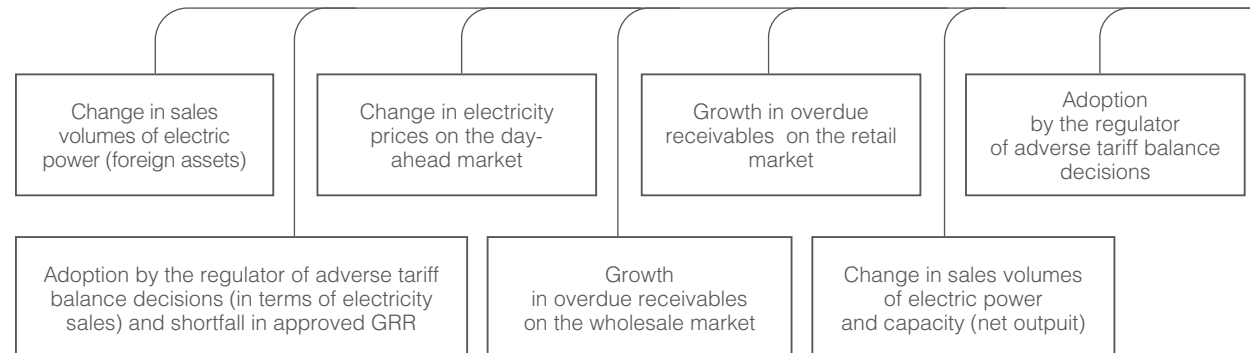 Change in sales
volumes of electric
power (foreign assets)
Change in electricity
prices on the day-
ahead market
Growth in overdue
receivables on the retail
market
Adoption
by the regulator
of adverse tariff balance
decisions
Adoption by the regulator of adverse tariff
balance decisions (in terms of electricity
sales) and shortfall in approved GRR
Growth
in overdue receivables
on the wholesale market
Change in sales volumes
of electric power
and capacity (net outpuit)